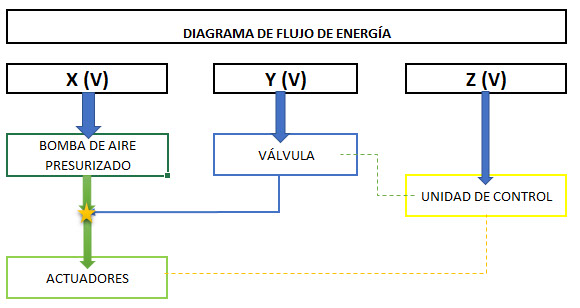 DIAGRAMA DE FLUJO DE ENERGÍA
X (V)
Y (V)
Z (V)
BOMBA DE AIRE
PRESURIZADO
VÁLVULA
UNIDAD DE CONTROL
ACTUADORES